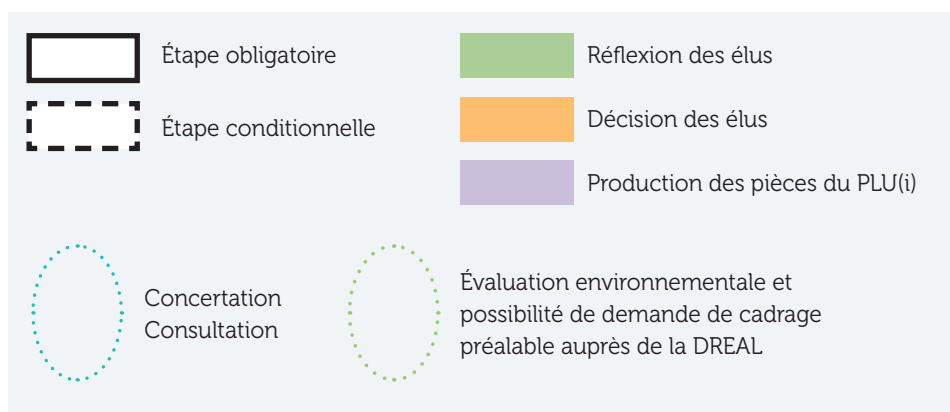 Étape obligatoire
Étape conditionnelle
Réflexion des élus
Décision des élus
Production des pièces du PLU(i)
Concertation
Consultation
Évaluation environnementale et
possibilité de demande de cadrage
préalable auprès de la DREAL